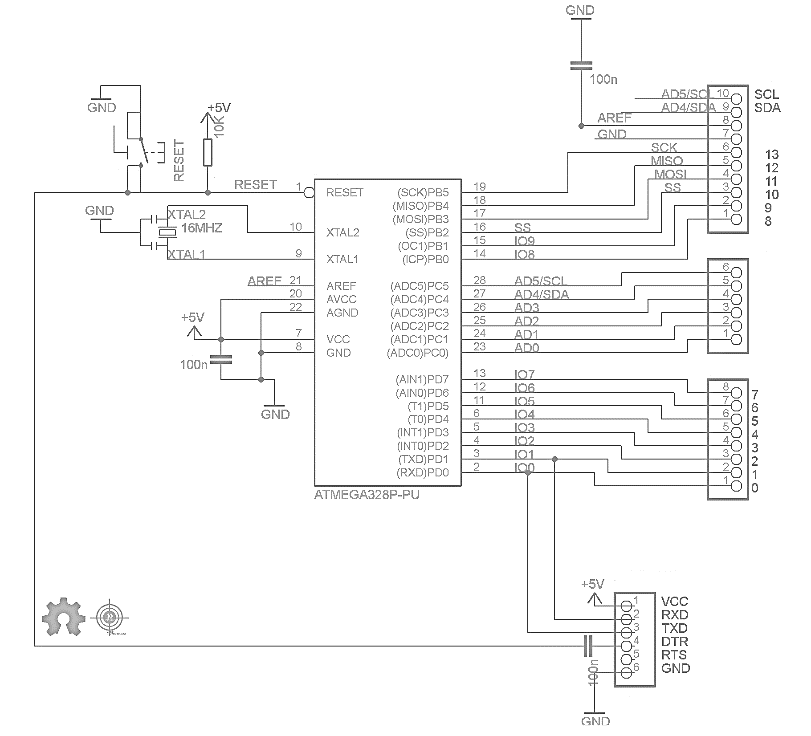 GND
100n
GND
+5V
10K
RESET
AD5/SCL 10 SCL
AD4/SDA 9 SDA
AREF 8
GND 7
SCK 6 13
MISO 5 12
MOSI 4 11
SS 3 10
2 9
1 8
RESET 1 RESET (SCK)PB5 19
(MISO)PB4 18
(MOSI)PB3 17
GND XTAL2
16MHZ
XTAL1
10 XTAL2 (SS)PB2 16 SS
(OC1)PB1 15 IO9
9 XTAL1 (ICP)PB0 14 IO8
AREF 21 AREF (ADC5)PC5 28 AD5/SCL 6
20 AVCC (ADC4)PC4 27 AD4/SDA 5
22 AGND (ADC3)PC3 26 AD3 4
+5V (ADC2)PC2 25 AD2 3
7 VCC (ADC1)PC1 24 AD1 2
100n 8 GND (ADC0)PC0 23 AD0 1
GND
(AIN1)PD7 13 IO7 8 7
(AIN0)PD6 12 IO6 7 6
(T1)PD5 11 IO5 6 5
(T0)PD4 6 IO4 5 4
(INT1)PD3 5 IO3 4 3
(INT0)PD2 4 IO2 3 2
(TXD)PD1 3 IO1 2 1
(RXD)PD0 2 IO0 1 0
ATMEGA328P-PU
+5V
1 VCC
2 RXD
3 TXD
4 DTR
5 RTS
6 GND
100n
GND